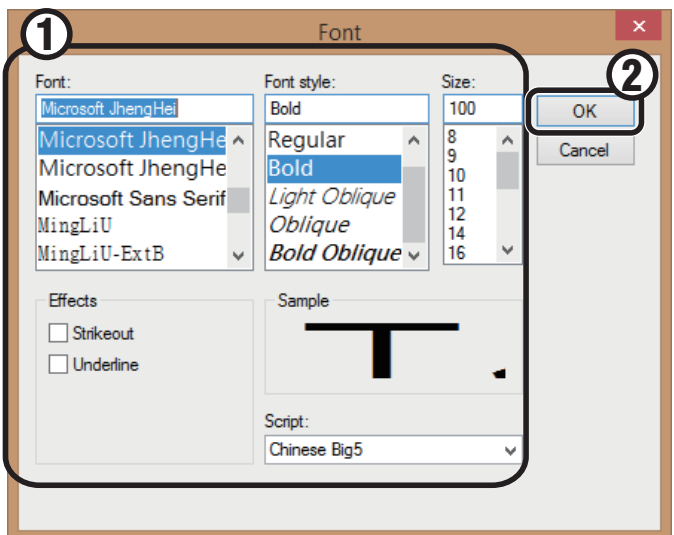 1
Font
2
Font:
Font style:
Size:
Microsoft JhengHei
Bold
100
OK
Cancel
Microsoft JhengHe
Microsoft JhengHe
Microsoft Sans Serif
MingLiU
MingLiU-ExtB
Regular
Bold
Light Oblique
Oblique
Bold Oblique
8
9
10
11
12
14
16
Effects
Strikeout
Underline
Sample
Script:
Chinese Big5